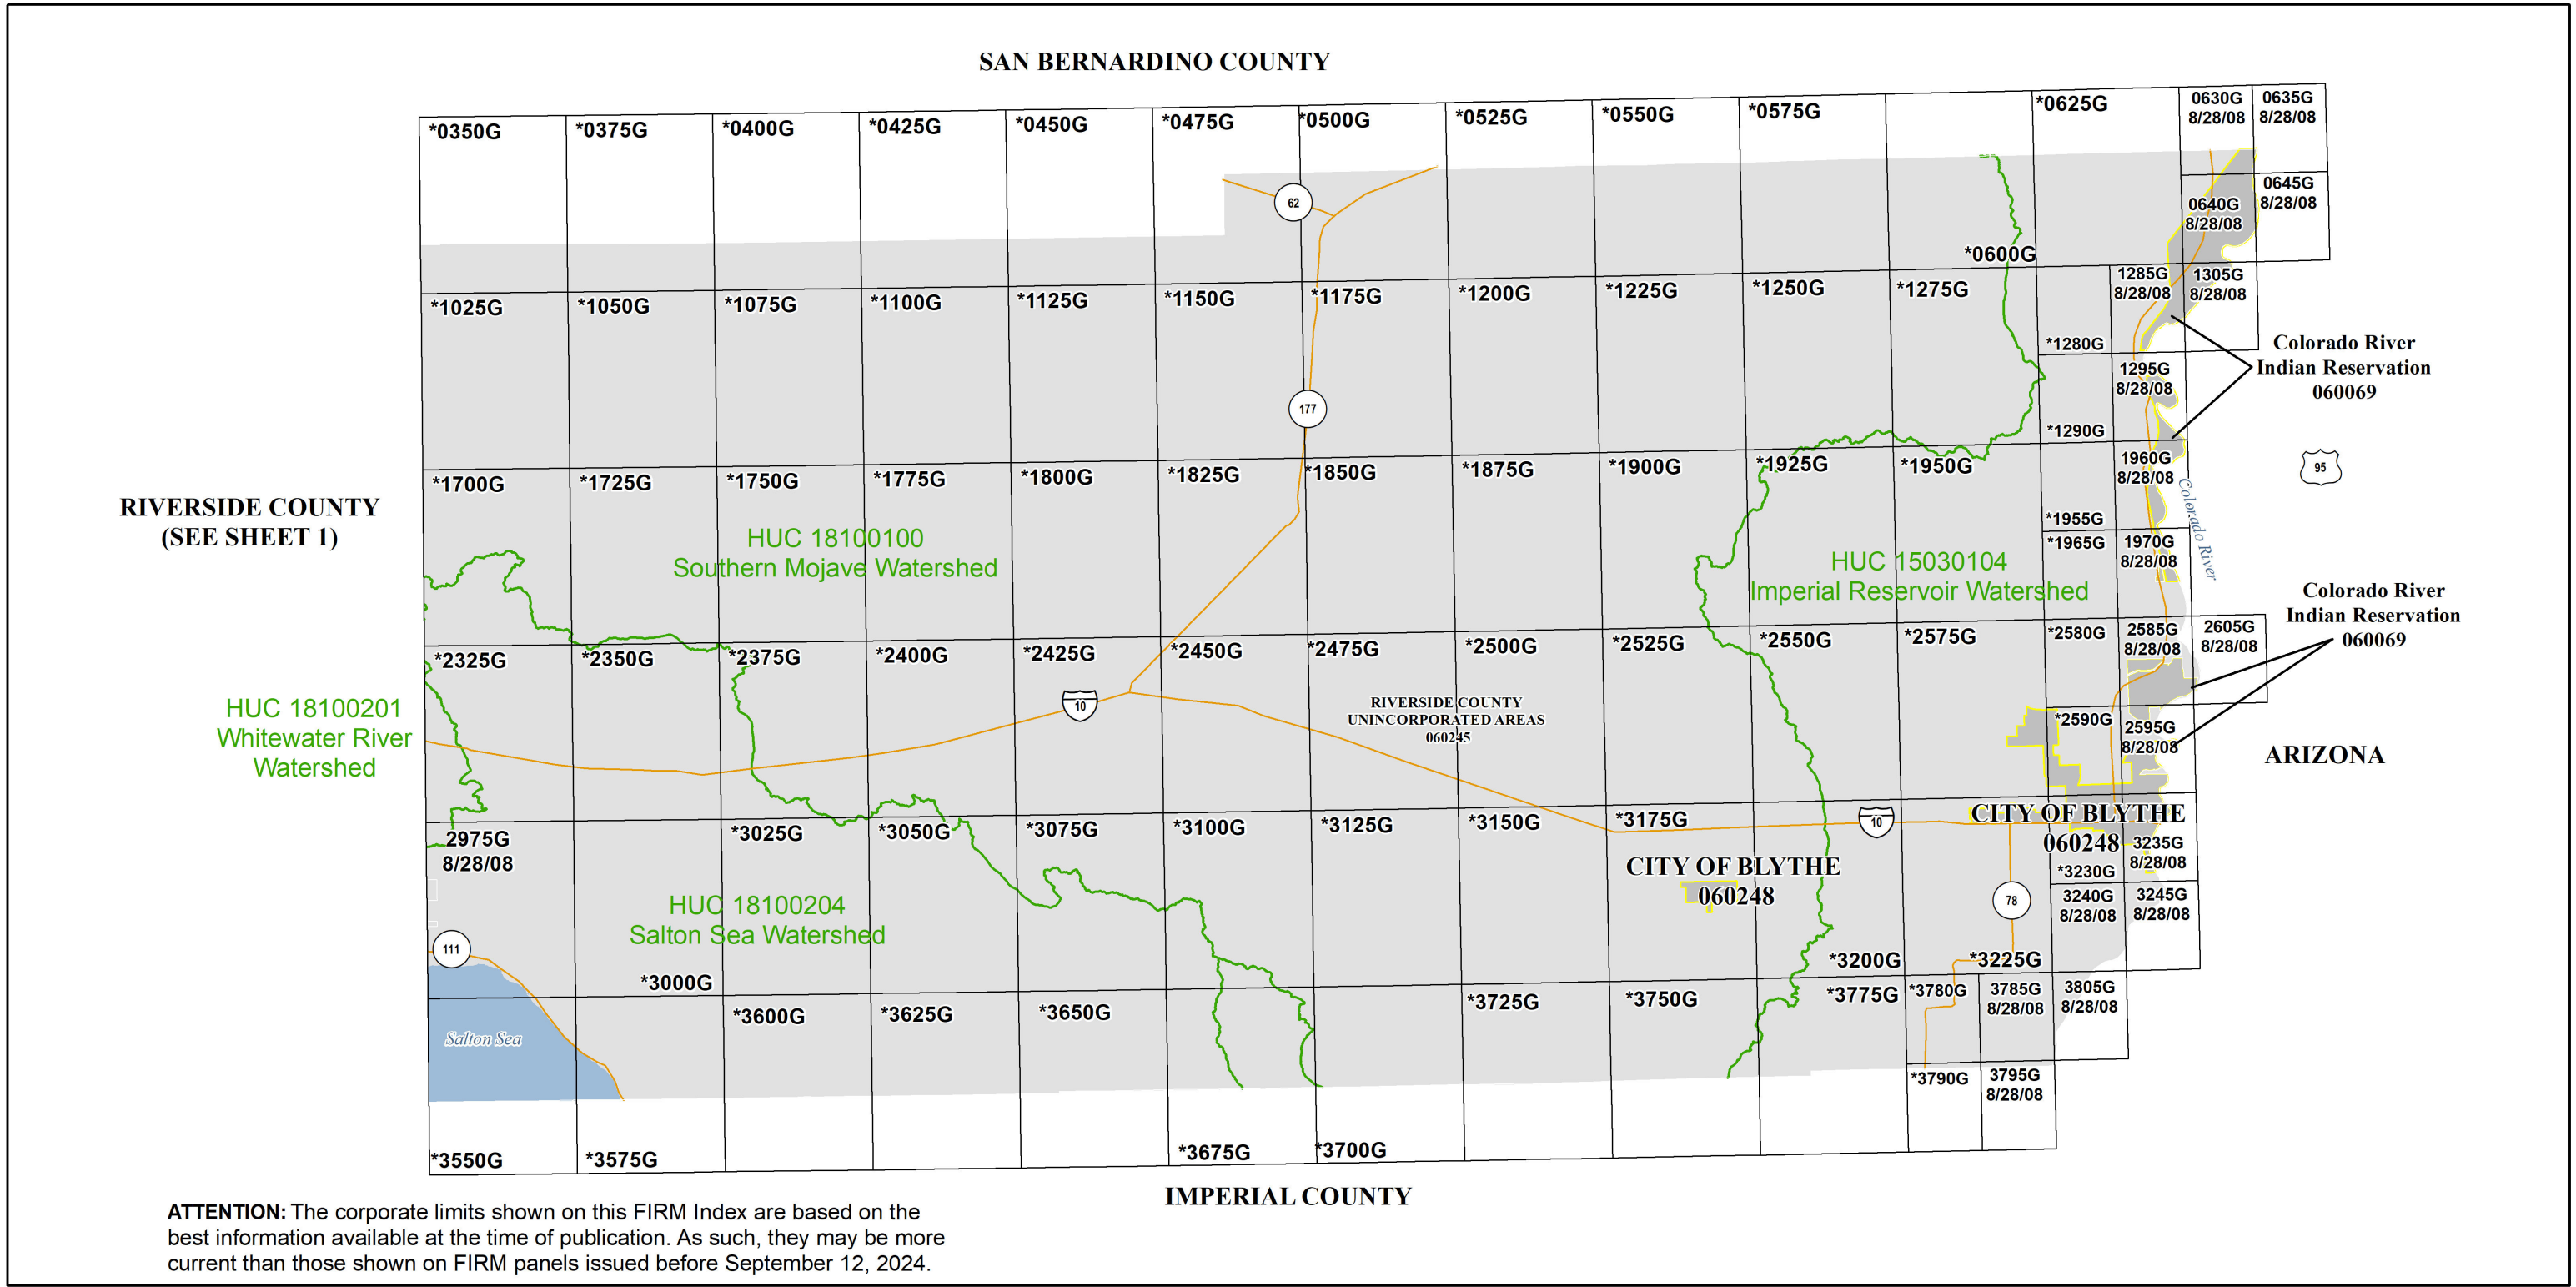 SAN BERNARDINO COUNTY
*0350G
*0375G
*0400G
*0425G
*0450G
*0475G
*0500G
*0525G
*0550G
*0575G
*0625G
0630G
8/28/08
0635G
8/28/08
62
0640G
8/28/08
0645G
8/28/08
*0600G
*1025G
*1050G
*1075G
*1100G
*1125G
*1150G
*1175G
*1200G
*1225G
*1250G
*1275G
1285G
8/28/08
1305G
8/28/08
*1280G
Colorado River
Indian Reservation
060069
1295G
8/28/08
177
*1290G
*1700G
*1725G
*1750G
*1775G
*1800G
*1825G
*1850G
*1875G
*1900G
*1925G
*1950G
1960G
8/28/08
95
Colorado River
RIVERSIDE COUNTY
(SEE SHEET 1)
*1955G
HUC 18100100
Southern Mojave Watershed
HUC 15030104
Imperial Reservoir Watershed
*1965G
1970G
8/28/08
Colorado River
Indian Reservation
060069
*2325G
*2350G
*2375G
*2400G
*2425G
*2450G
*2475G
*2500G
*2525G
*2550G
*2575G
*2580G
2585G
8/28/08
2605G
8/28/08
HUC 18100201
Whitewater River
Watershed
10
RIVERSIDE COUNTY
UNINCORPORATED AREAS
060245
*2590G
2595G
8/28/08
ARIZONA
2975G
8/28/08
*3025G
*3050G
*3075G
*3100G
*3125G
*3150G
*3175G
10
CITY OF BLYTHE
060248
3235G
8/28/08
*3230G
CITY OF BLYTHE
060248
HUC 18100204
Salton Sea Watershed
78
3240G
8/28/08
3245G
8/28/08
111
*3000G
*3200G
*3225G
*3600G
*3625G
*3650G
*3725G
*3750G
*3775G
*3780G
3785G
8/28/08
3805G
8/28/08
Salton Sea
*3790G
3795G
8/28/08
*3550G
*3575G
*3675G
*3700G
IMPERIAL COUNTY
ATTENTION: The corporate limits shown on this FIRM Index are based on the
best information available at the time of publication. As such, they may be more
current than those shown on FIRM panels issued before September 12, 2024.